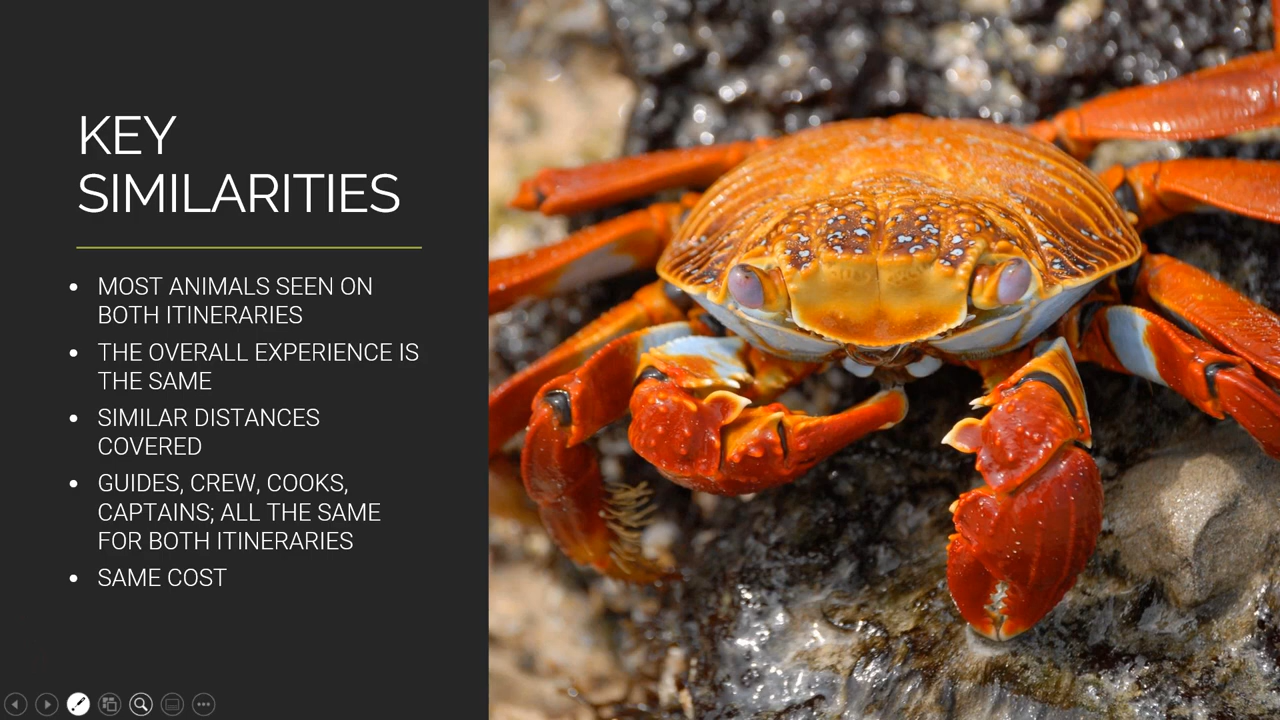 KEY
SIMILARITIES
• MOST ANIMALS SEEN ON
BOTH ITINERARIES
• THE OVERALL EXPERIENCE IS
THE SAME
• SIMILAR DISTANCES
COVERED
• GUIDES, CREW, COOKS,
CAPTAINS; ALL THE SAME
FOR BOTH ITINERARIES
• SAME COST